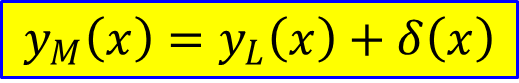 y_M(x) = y_L(x) + δ(x)